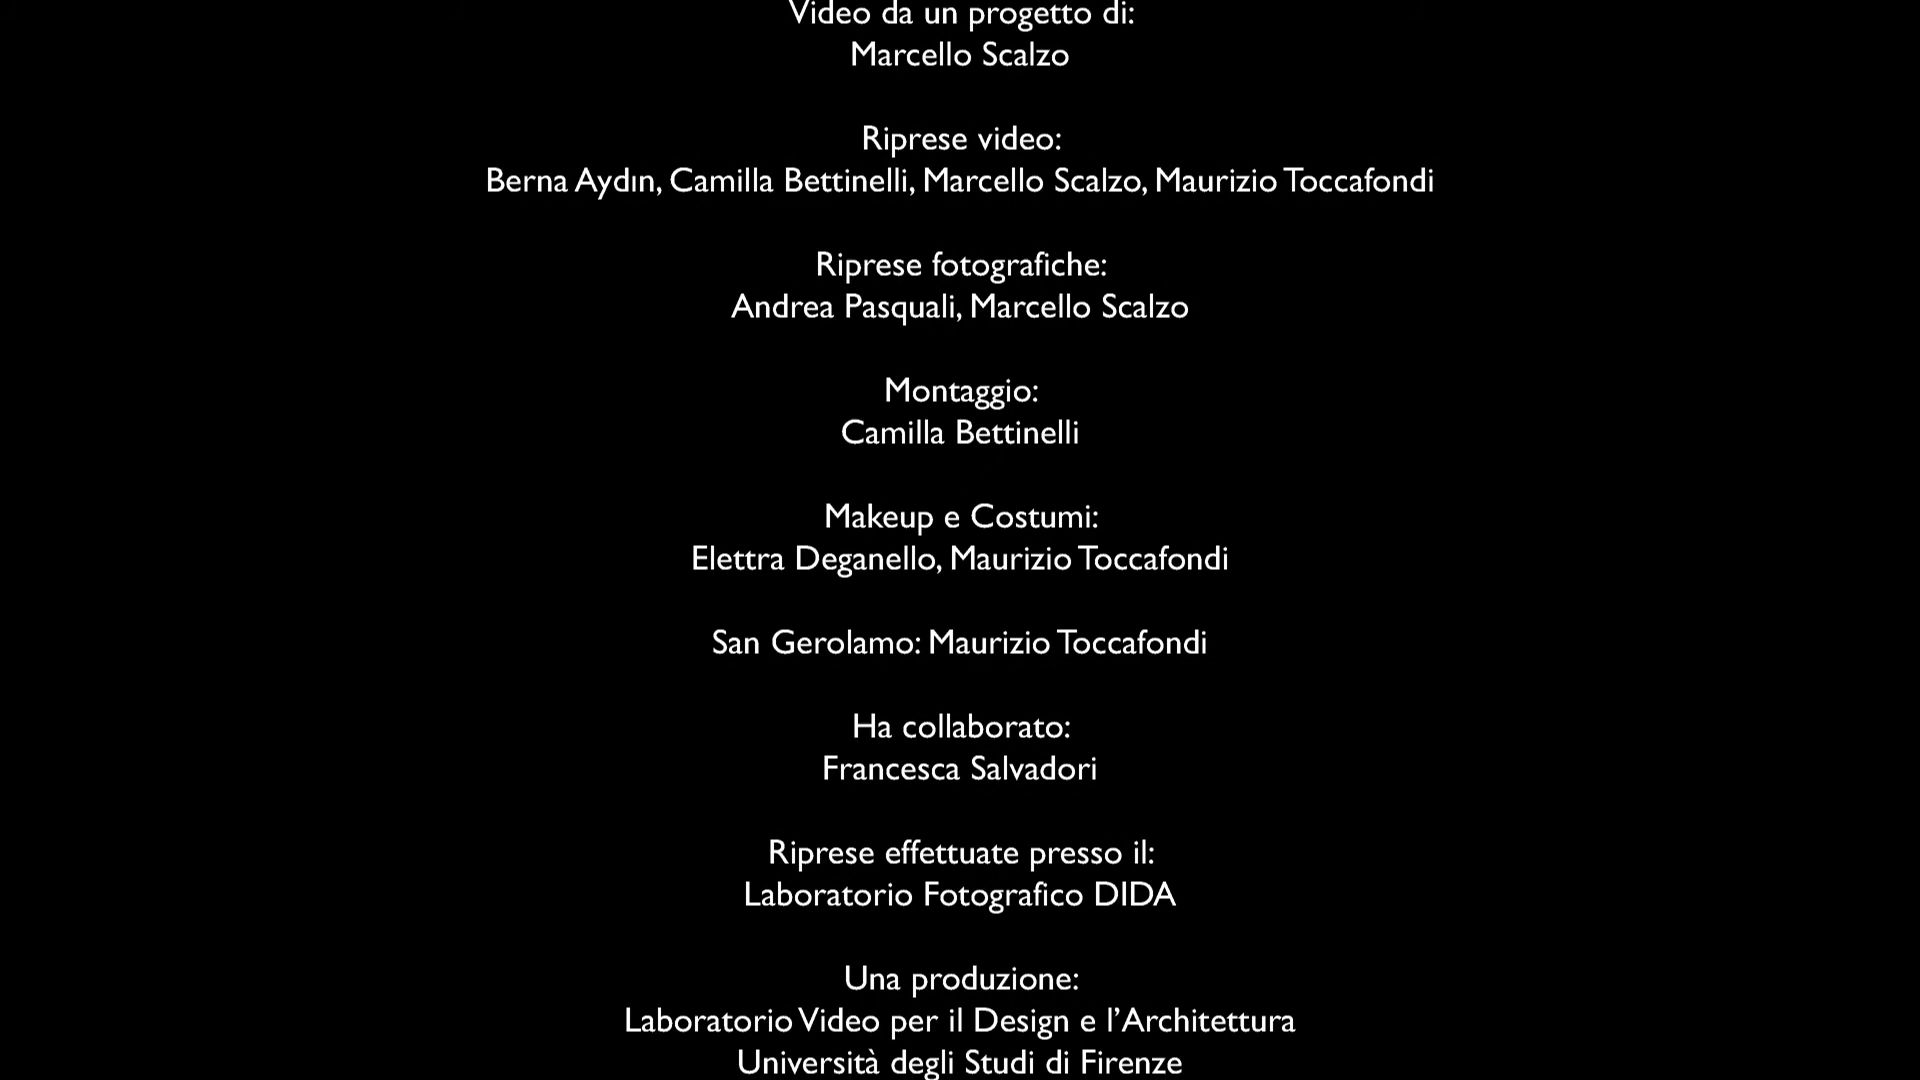 Video da un progetto di:
Marcello Scalzo
Riprese video:
Berna Aydın, Camilla Bettinelli, Marcello Scalzo, Maurizio Toccafondi
Riprese fotografiche:
Andrea Pasquali, Marcello Scalzo
Montaggio:
Camilla Bettinelli
Makeup e Costumi:
Elettra Deganello, Maurizio Toccafondi
San Gerolamo: Maurizio Toccafondi
Ha collaborato:
Francesca Salvadori
Riprese effettuate presso il:
Laboratorio Fotografico DIDA
Una produzione:
Laboratorio Video per il Design e l’Architettura
Università degli Studi di Firenze